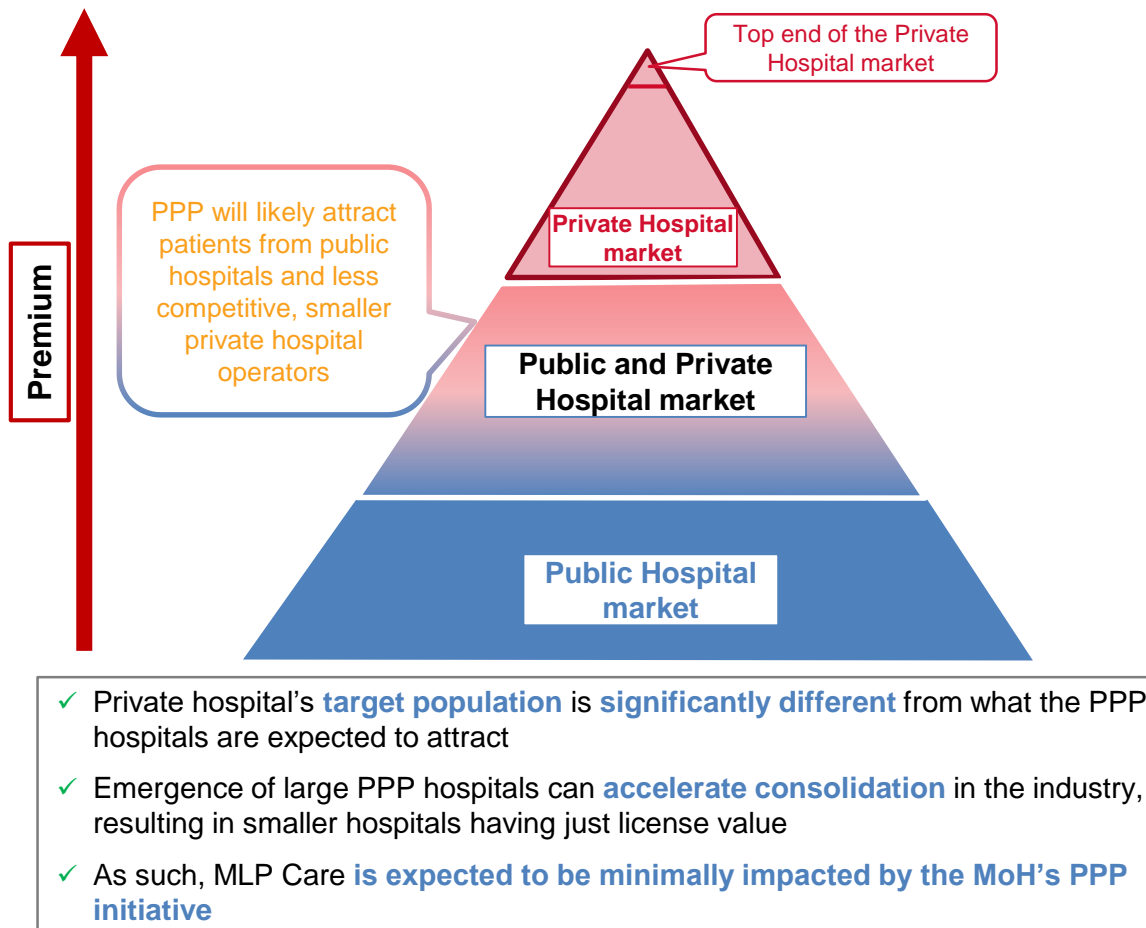 Top end of the Private
Hospital market
PPP will likely attract
patients from public
hospitals and less
competitive, smaller
private hospital
operators
Premium
Private Hospital
market
Public and Private
Hospital market
Public Hospital
market
✓ Private hospital’s target population is significantly different from what the PPP
hospitals are expected to attract
✓ Emergence of large PPP hospitals can accelerate consolidation in the industry,
resulting in smaller hospitals having just license value
✓ As such, MLP Care is expected to be minimally impacted by the MoH’s PPP
initiative